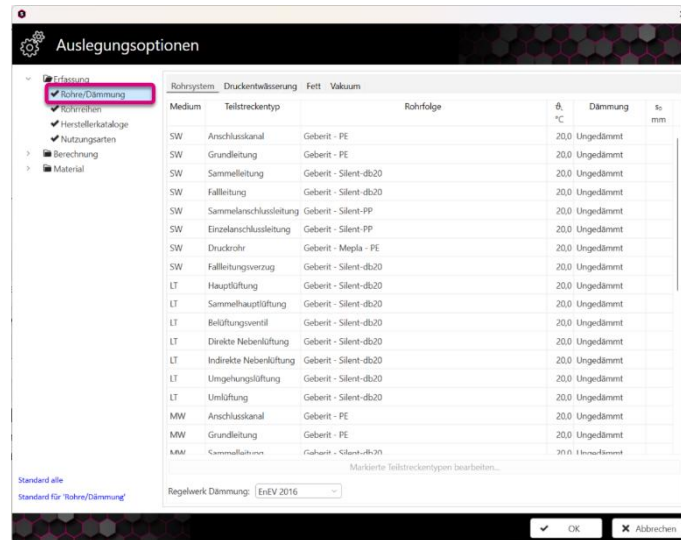 Auslegungsoptionen
Erfassung
Rohre/Dämmung
Rohrreihen
Herstellerkataloge
Nutzungsarten
Berechnung
Material
Standard alle
Standard für 'Rohre/Dämmung'
Rohrsystem Druckentwässerung Fett Vakuum
Medium Teilstreckentyp Rohrfolge ϑ, °C Dämmung s₀ mm
SW Anschlusskanal Geberit - PE 20,0 Ungedämmt
SW Grundleitung Geberit - PE 20,0 Ungedämmt
SW Sammelleitung Geberit - Silent-db20 20,0 Ungedämmt
SW Fallleitung Geberit - Silent-db20 20,0 Ungedämmt
SW Sammelanschlussleitung Geberit - Silent-PP 20,0 Ungedämmt
SW Einzelanschlussleitung Geberit - Silent-PP 20,0 Ungedämmt
SW Druckrohr Geberit - Mepla - PE 20,0 Ungedämmt
SW Fallleitungsverzug Geberit - Silent-db20 20,0 Ungedämmt
LT Hauptlüftung Geberit - Silent-db20 20,0 Ungedämmt
LT Sammelhauptlüftung Geberit - Silent-db20 20,0 Ungedämmt
LT Belüftungsventil Geberit - Silent-db20 20,0 Ungedämmt
LT Direkte Nebenlüftung Geberit - Silent-db20 20,0 Ungedämmt
LT Indirekte Nebenlüftung Geberit - Silent-db20 20,0 Ungedämmt
LT Umgehungslüftung Geberit - Silent-db20 20,0 Ungedämmt
LT Umlüftung Geberit - Silent-db20 20,0 Ungedämmt
MW Anschlusskanal Geberit - PE 20,0 Ungedämmt
MW Grundleitung Geberit - PE 20,0 Ungedämmt
MW Sammelleitung Geberit - Silent-db20 20,0 Ungedämmt
Markierte Teilstreckentypen bearbeiten...
Regelwerk Dämmung: EnEV 2016
OK Abbrechen